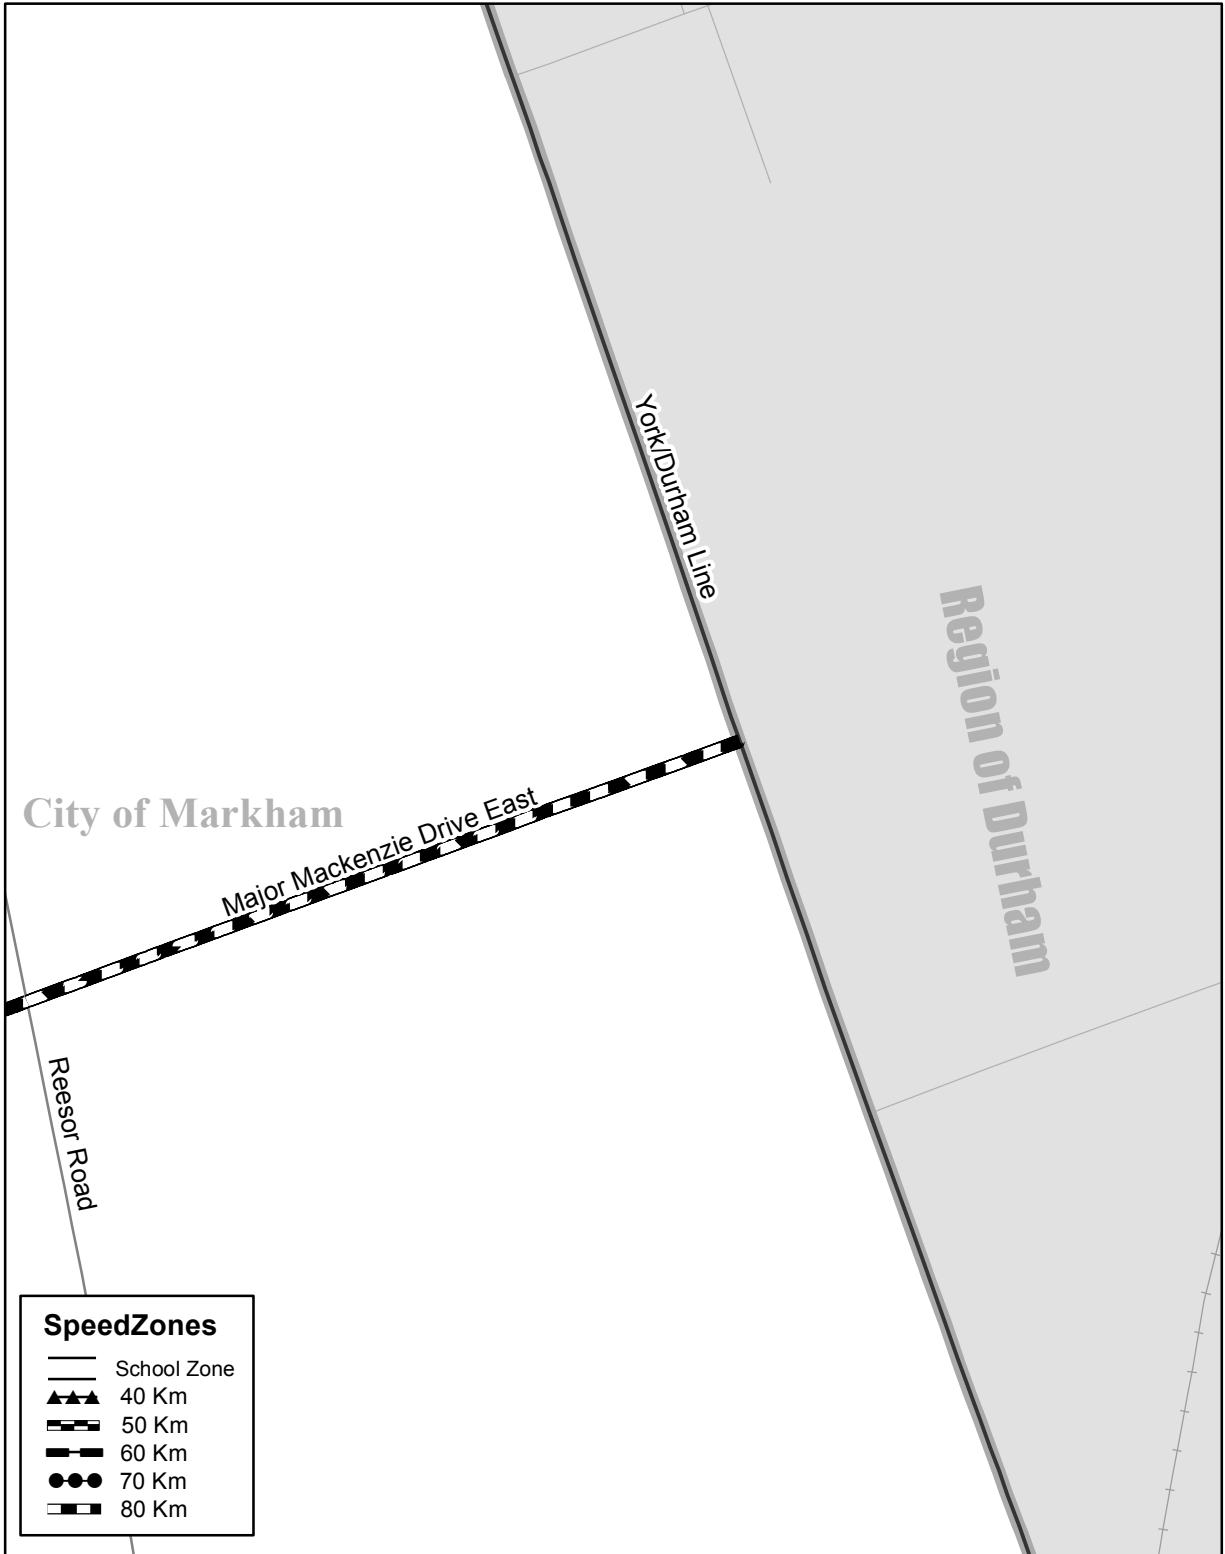 York/Durham Line
Region of Durham
City of Markham
Major Mackenzie Drive East
Reesor Road
SpeedZones
School Zone
40 Km
50 Km
60 Km
70 Km
80 Km